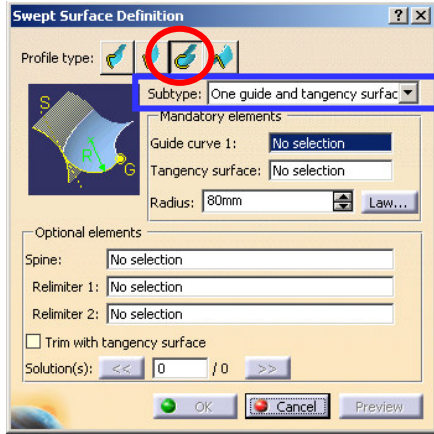 Swept Surface Definition
Profile type:
Subtype: One guide and tangency surfac
S
R
G
Mandatory elements
Guide curve 1: No selection
Tangency surface: No selection
Radius: 80mm Law...
Optional elements
Spine: No selection
Relimiter 1: No selection
Relimiter 2: No selection
Trim with tangency surface
Solution(s): << 0 / 0 >>
OK Cancel Preview